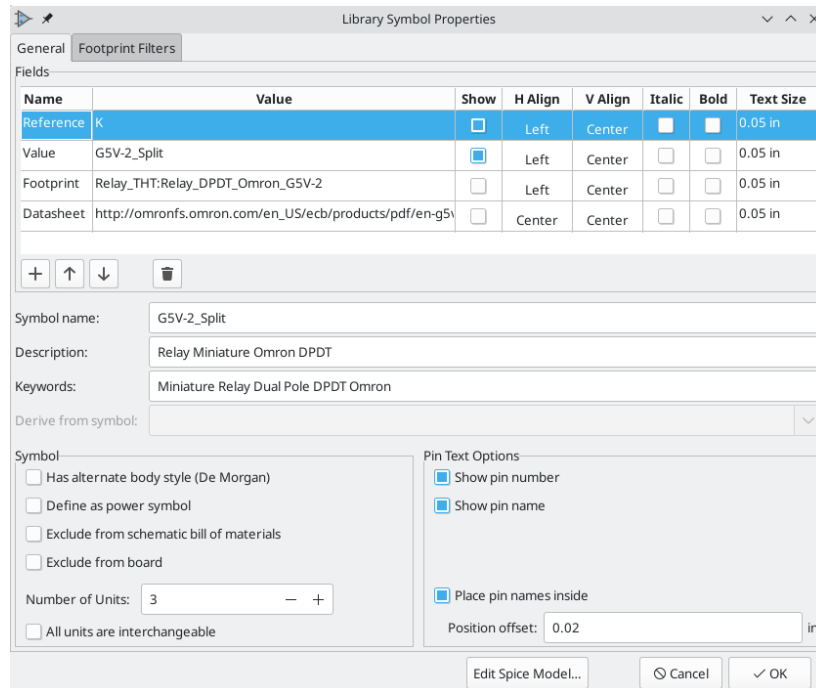 Library Symbol Properties
General Footprint Filters
Fields
Name Value Show H Align V Align Italic Bold Text Size
Reference K Left Center 0.05 in
Value G5V-2_Split Left Center 0.05 in
Footprint Relay_THT:Relay_DPDT_Omron_G5V-2 Left Center 0.05 in
Datasheet http://omronfs.omron.com/en_US/ecb/products/pdf/en-g5v Center Center 0.05 in
Symbol name: G5V-2_Split
Description: Relay Miniature Omron DPDT
Keywords: Miniature Relay Dual Pole DPDT Omron
Derive from symbol:
Symbol Pin Text Options
Has alternate body style (De Morgan) Show pin number
Define as power symbol Show pin name
Exclude from schematic bill of materials
Exclude from board
Number of Units: 3 Place pin names inside
All units are interchangeable Position offset: 0.02 in
Edit Spice Model... Cancel OK